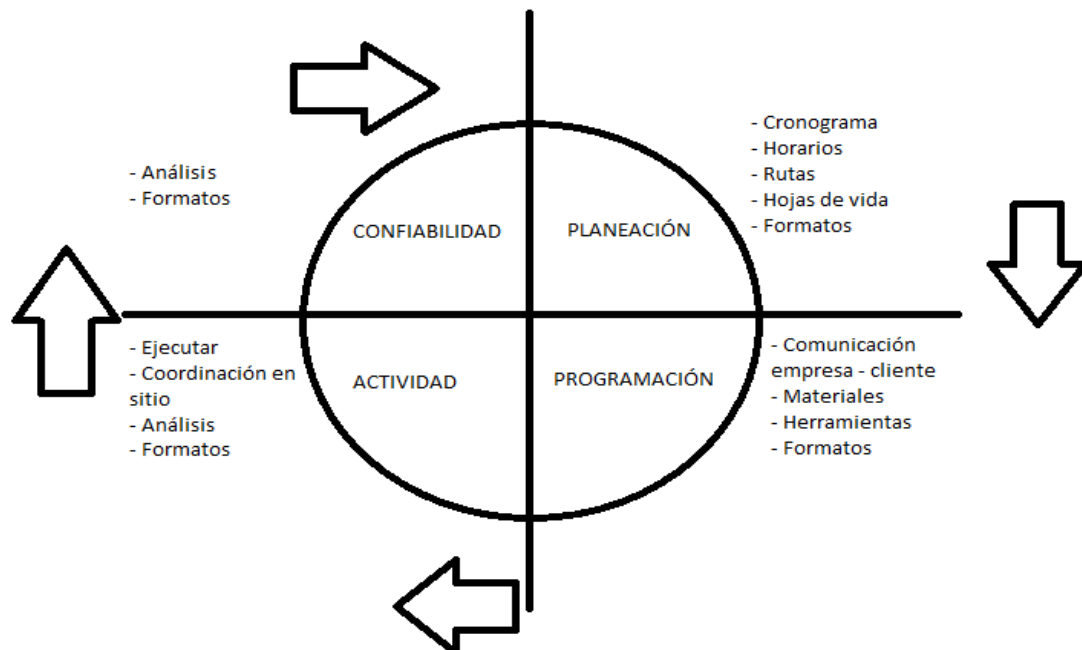 - Análisis
- Formatos
CONFIABILIDAD
- Cronograma
- Horarios
- Rutas
- Hojas de vida
- Formatos
PLANEACIÓN
- Ejecutar
- Coordinación en
sitio
- Análisis
- Formatos
ACTIVIDAD
PROGRAMACIÓN
- Comunicación
empresa - cliente
- Materiales
- Herramientas
- Formatos